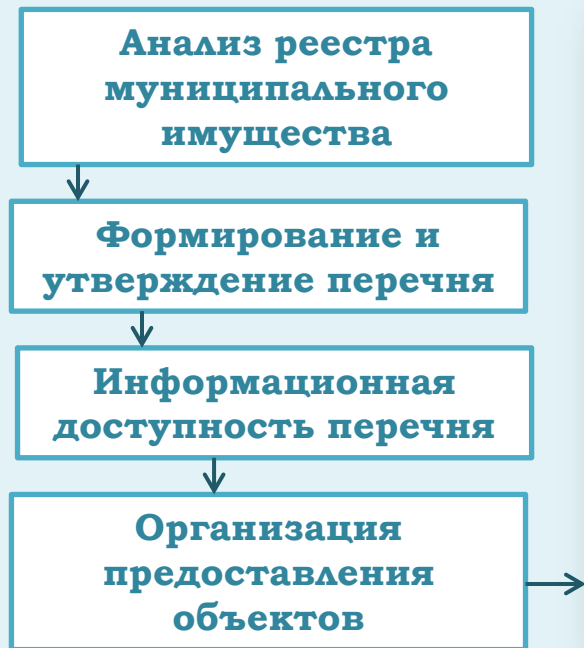 Анализ реестра
муниципального
имущества
Формирование и
утверждение перечня
Информационная
доступность перечня
Организация
предоставления
объектов